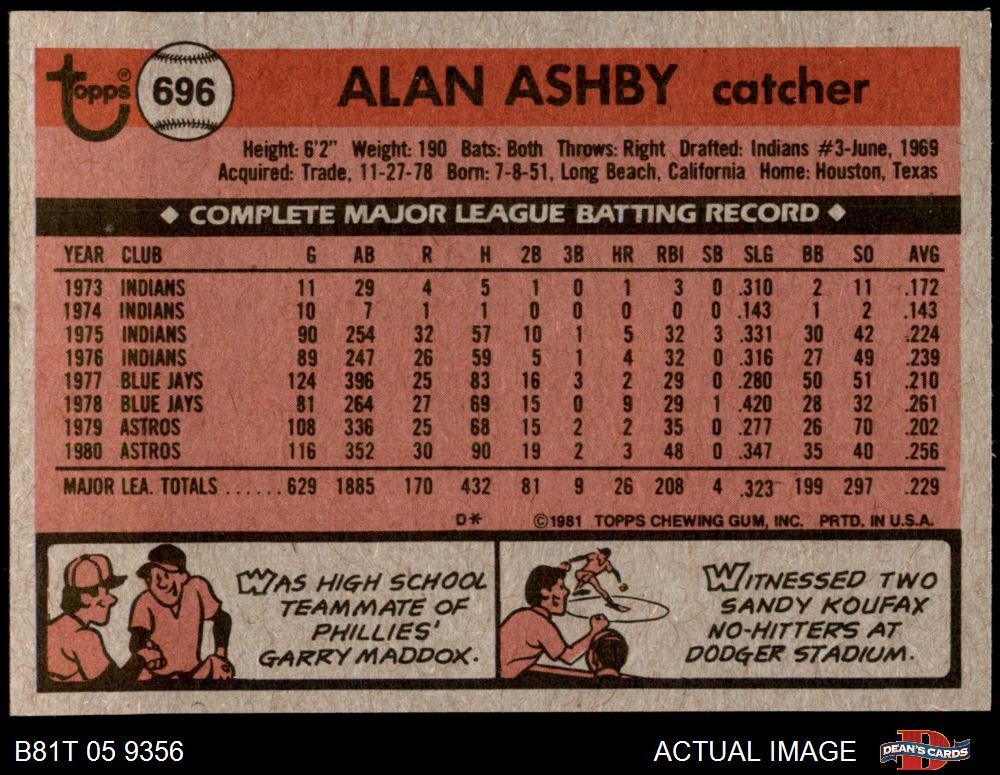 Topps® 696 ALAN ASHBY catcher
Height: 6'2" Weight: 190 Bats: Both Throws: Right Drafted: Indians #3-June, 1969
Acquired: Trade, 11-27-78 Born: 7-8-51, Long Beach, California Home: Houston, Texas
◆ COMPLETE MAJOR LEAGUE BATTING RECORD ◆
YEAR CLUB G AB R H 2B 3B HR RBI SB SLG BB SO AVG
1973 INDIANS 11 29 4 5 1 0 1 3 0 .310 2 11 .172
1974 INDIANS 10 7 1 1 0 0 0 0 0 .143 1 2 .143
1975 INDIANS 90 254 32 57 10 1 5 32 3 .331 30 42 .224
1976 INDIANS 89 247 26 59 5 1 4 32 0 .316 27 49 .239
1977 BLUE JAYS 124 396 25 83 16 3 2 29 0 .280 50 51 .210
1978 BLUE JAYS 81 264 27 69 15 0 9 29 1 .420 28 32 .261
1979 ASTROS 108 336 25 68 15 2 2 35 0 .277 26 70 .202
1980 ASTROS 116 352 30 90 19 2 3 48 0 .347 35 40 .256
MAJOR LEA. TOTALS ...... 629 1885 170 432 81 9 26 208 4 .323 199 297 .229
D* ©1981 TOPPS CHEWING GUM, INC. PRTD. IN U.S.A.
WAS HIGH SCHOOL
TEAMMATE OF
PHILLIES'
GARRY MADDOX.
WITNESSED TWO
SANDY KOUFAX
NO-HITTERS AT
DODGER STADIUM.
B81T 05 9356 ACTUAL IMAGE DEAN'S CARDS